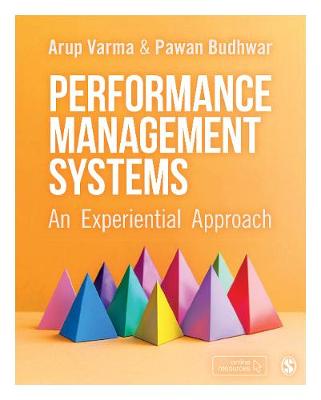 Arup Varma & Pawan Budhwar
PERFORMANCE
MANAGEMENT
SYSTEMS
An Experiential Approach
online
resources
S